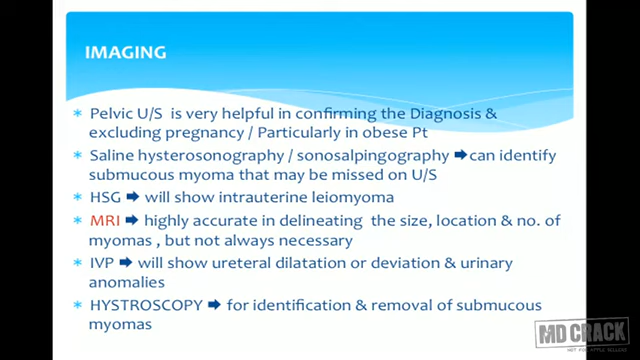 IMAGING
* Pelvic U/S is very helpful in confirming the Diagnosis &
excluding pregnancy / Particularly in obese Pt
* Saline hysterosonography / sonosalpingography ➡ can identify
submucous myoma that may be missed on U/S
* HSG ➡ will show intrauterine leiomyoma
* MRI ➡ highly accurate in delineating the size, location & no. of
myomas , but not always necessary
* IVP ➡ will show ureteral dilatation or deviation & urinary
anomalies
* HYSTROSCOPY ➡ for identification & removal of submucous
myomas
MD CRACK